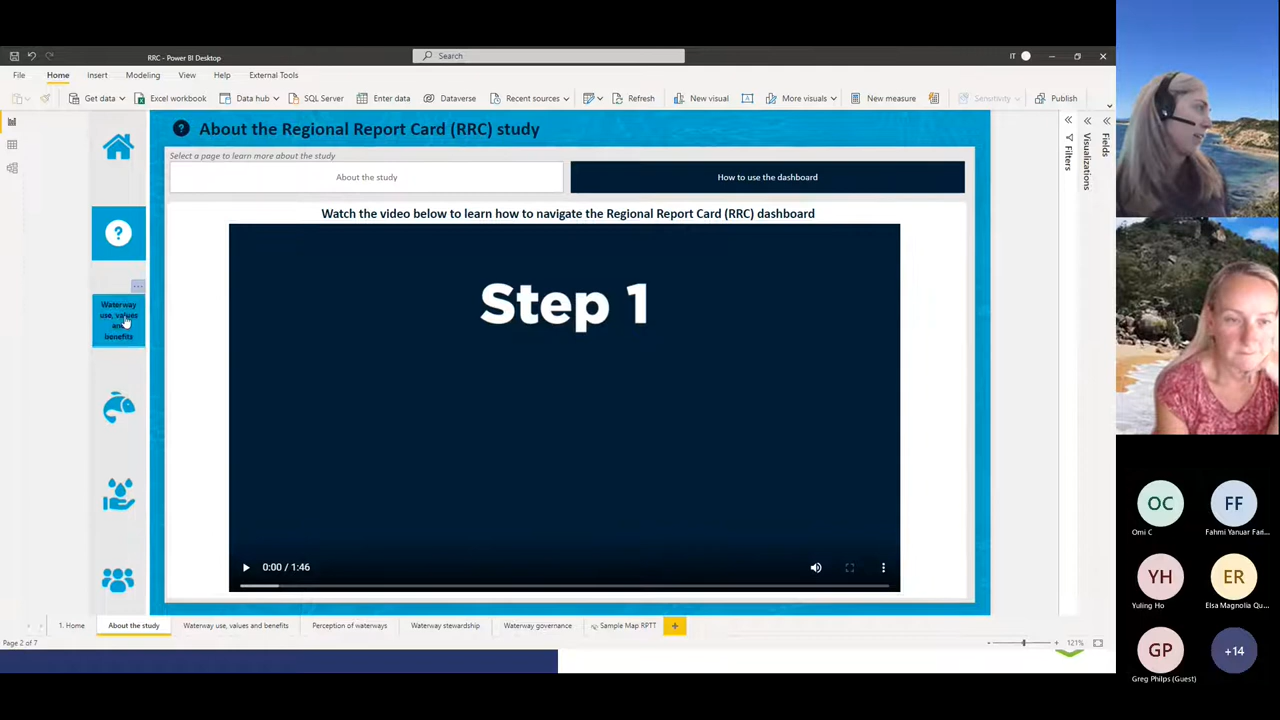 RRC - Power BI Desktop
Search
IT
File
Home
Insert
Modeling
View
Help
External Tools
Get data
Excel workbook
Data hub
SQL Server
Enter data
Dataverse
Recent sources
Refresh
New visual
More visuals
New measure
Sensitivity
Publish
? About the Regional Report Card (RRC) study
Select a page to learn more about the study
About the study
How to use the dashboard
Watch the video below to learn how to navigate the Regional Report Card (RRC) dashboard
Step 1
0:00 / 1:46
?
Waterway
use, values
and
benefits
Filters
Visualizations
Fields
1. Home
About the study
Waterway use, values and benefits
Perception of waterways
Waterway stewardship
Waterway governance
Sample Map RPTT
+
Page 2 of 7
- + 121%
OC
Omi C
FF
Fahmi Yanuar Fari...
YH
Yuling Ho
ER
Elsa Magnolia Qu...
GP
Greg Philps (Guest)
+14